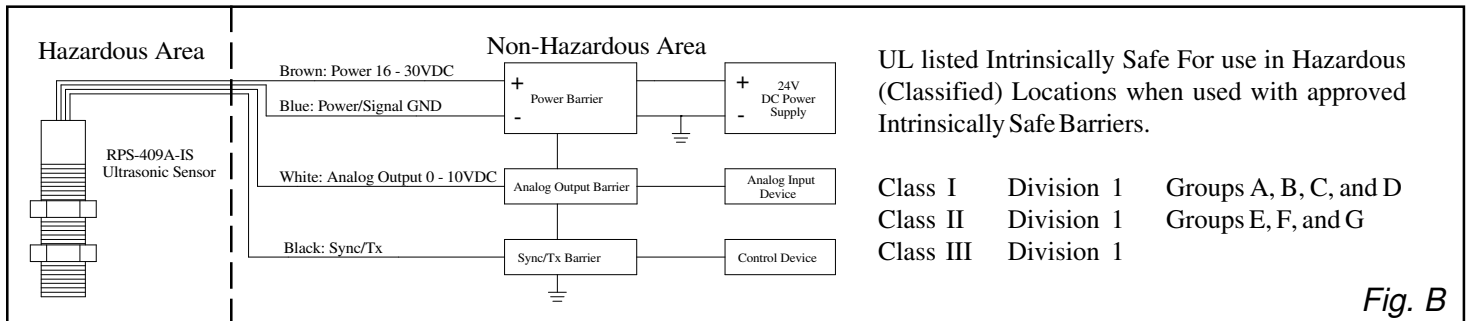 Hazardous Area
Non-Hazardous Area
Brown: Power 16 - 30VDC
Blue: Power/Signal GND
+
-
Power Barrier
+
-
24V
DC Power
Supply
RPS-409A-IS
Ultrasonic Sensor
White: Analog Output 0 - 10VDC
Analog Output Barrier
Analog Input
Device
Black: Sync/Tx
Sync/Tx Barrier
Control Device
UL listed Intrinsically Safe For use in Hazardous
(Classified) Locations when used with approved
Intrinsically Safe Barriers.
Class I Division 1 Groups A, B, C, and D
Class II Division 1 Groups E, F, and G
Class III Division 1
Fig. B